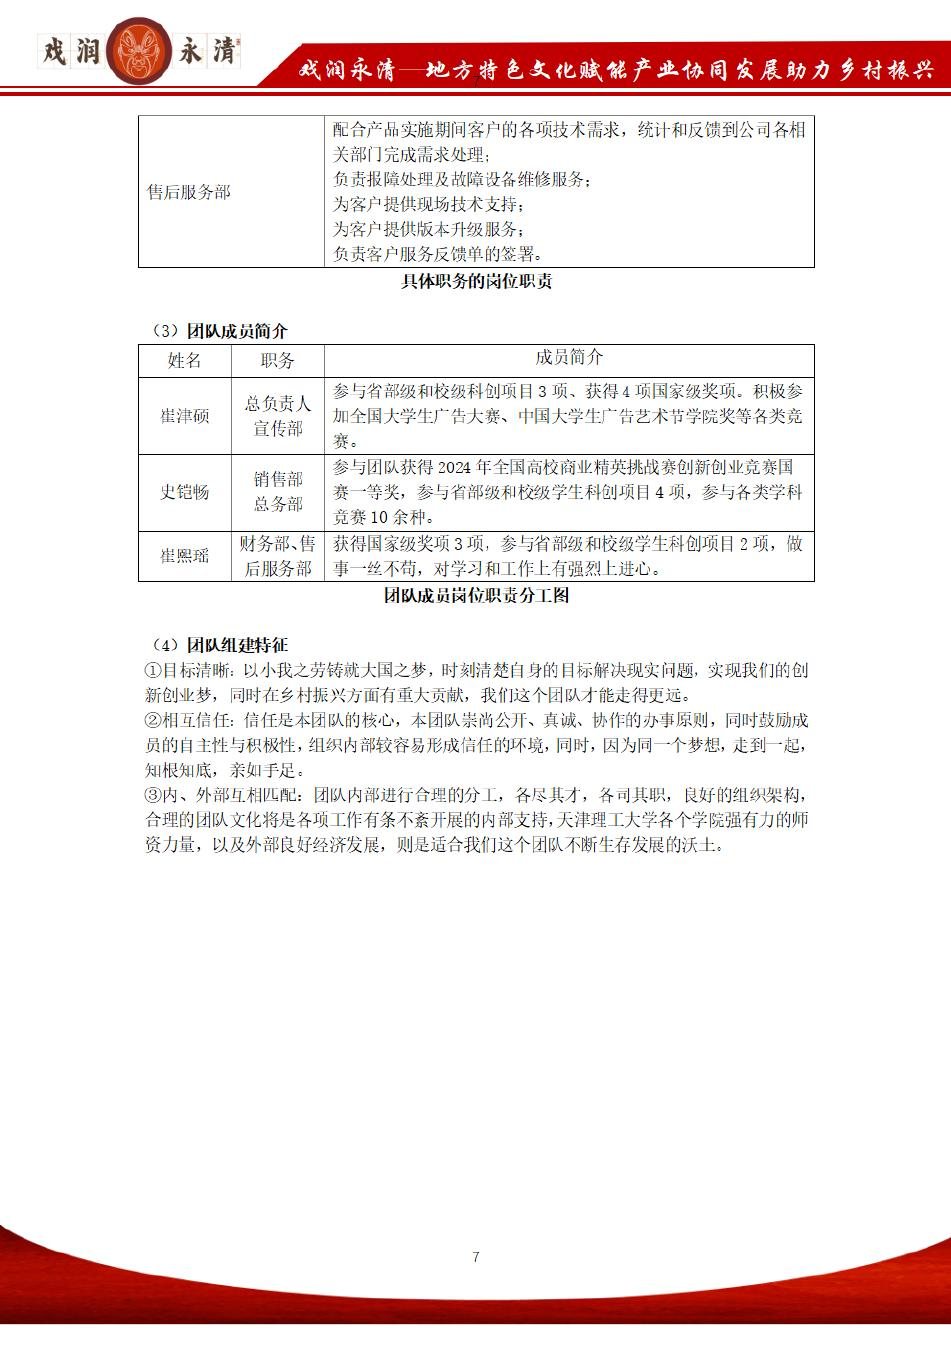 戏润永清
戏润永清—地方特色文化赋能产业协同发展助力乡村振兴
售后服务部
配合产品实施期间客户的各项技术需求，统计和反馈到公司各相
关部门完成需求处理；
负责报障处理及故障设备维修服务；
为客户提供现场技术支持；
为客户提供版本升级服务；
负责客户服务反馈单的签署。
具体职务的岗位职责
（3）团队成员简介
姓名 职务 成员简介
崔津硕
总负责人
宣传部
参与省部级和校级科创项目 3 项、获得 4 项国家级奖项。积极参
加全国大学生广告大赛、中国大学生广告艺术节学院奖等各类竞
赛。
史铠畅
销售部
总务部
参与团队获得 2024 年全国高校商业精英挑战赛创新创业竞赛国
赛一等奖，参与省部级和校级学生科创项目 4 项，参与各类学科
竞赛 10 余种。
崔熙瑶
财务部、售
后服务部
获得国家级奖项 3 项，参与省部级和校级学生科创项目 2 项，做
事一丝不苟，对学习和工作上有强烈上进心。
团队成员岗位职责分工图
（4）团队组建特征
①目标清晰：以小我之劳铸就大国之梦，时刻清楚自身的目标解决现实问题，实现我们的创
新创业梦，同时在乡村振兴方面有重大贡献，我们这个团队才能走得更远。
②相互信任：信任是本团队的核心，本团队崇尚公开、真诚、协作的办事原则，同时鼓励成
员的自主性与积极性，组织内部较容易形成信任的环境，同时，因为同一个梦想，走到一起，
知根知底，亲如手足。
③内、外部互相匹配：团队内部进行合理的分工，各尽其才，各司其职，良好的组织架构，
合理的团队文化将是各项工作有条不紊开展的内部支持，天津理工大学各个学院强有力的师
资力量，以及外部良好经济发展，则是适合我们这个团队不断生存发展的沃土。
7